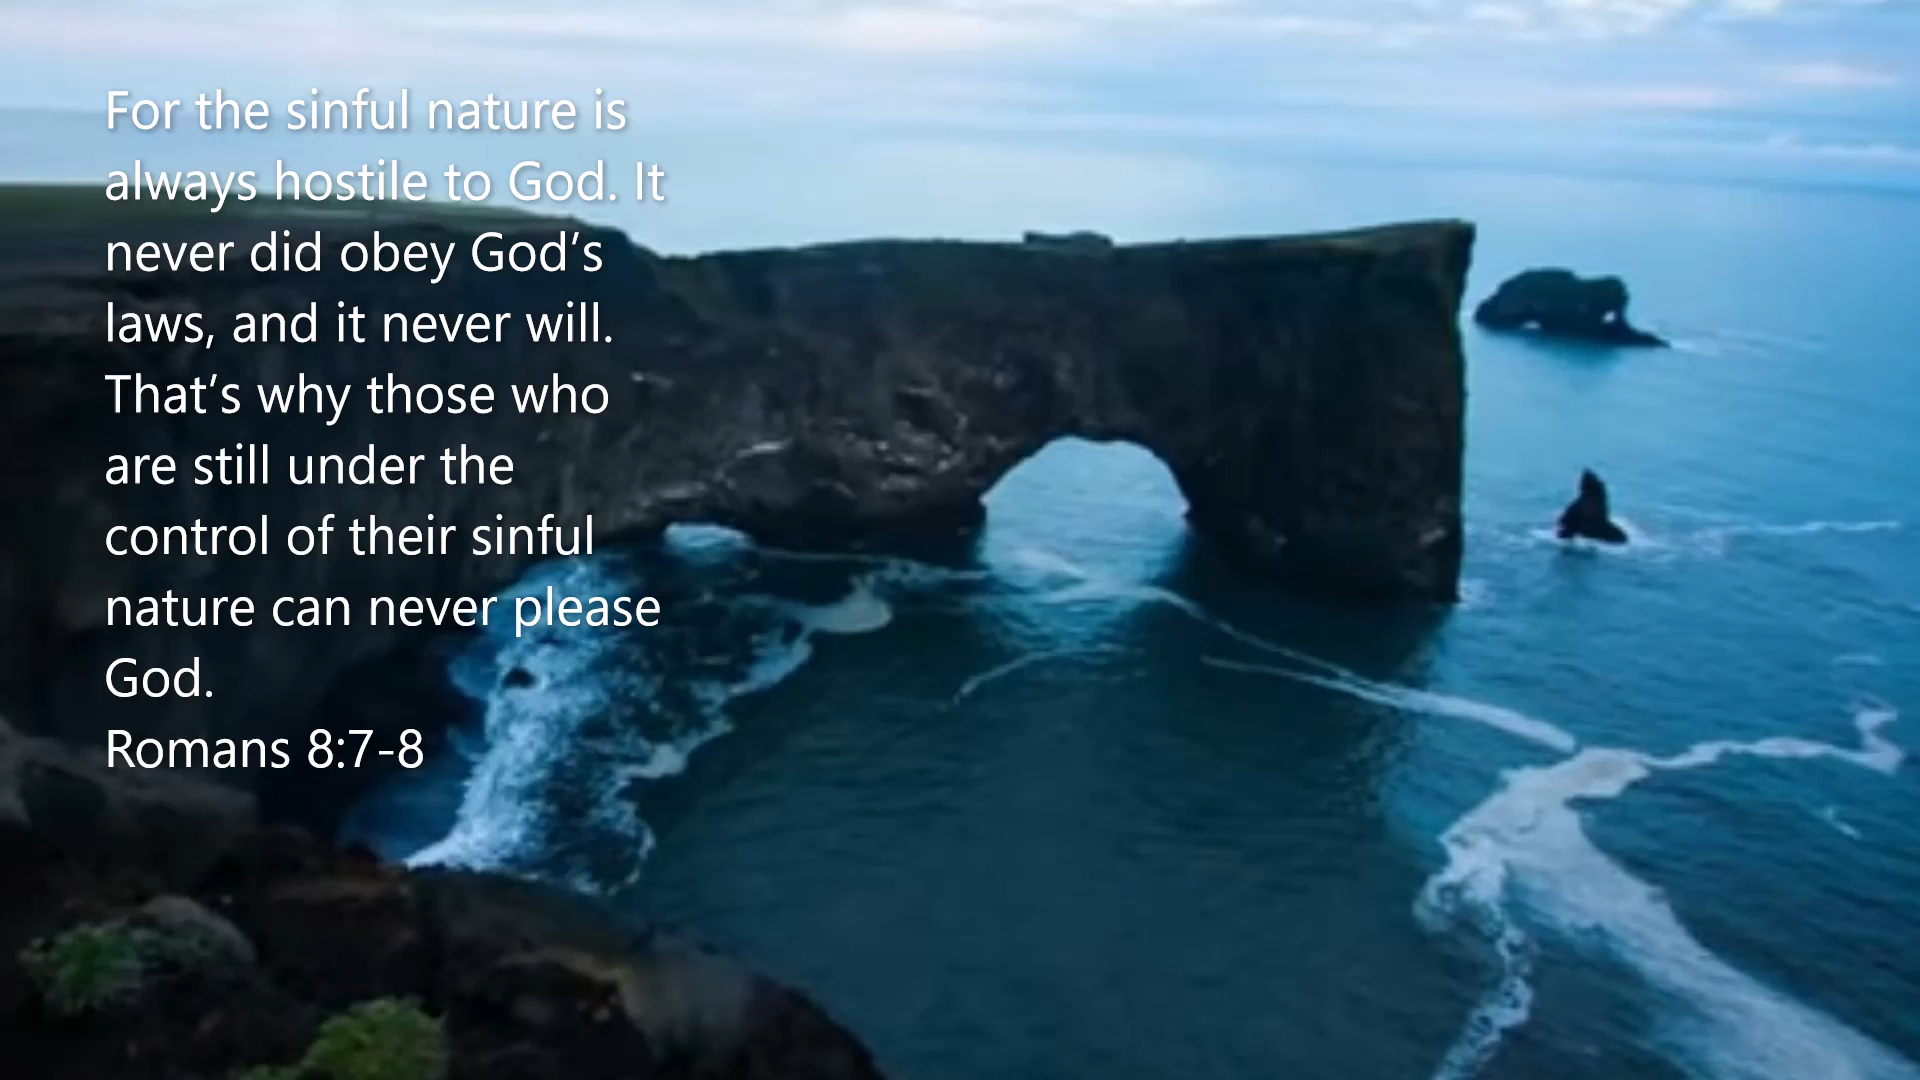 For the sinful nature is
always hostile to God. It
never did obey God’s
laws, and it never will.
That’s why those who
are still under the
control of their sinful
nature can never please
God.
Romans 8:7-8